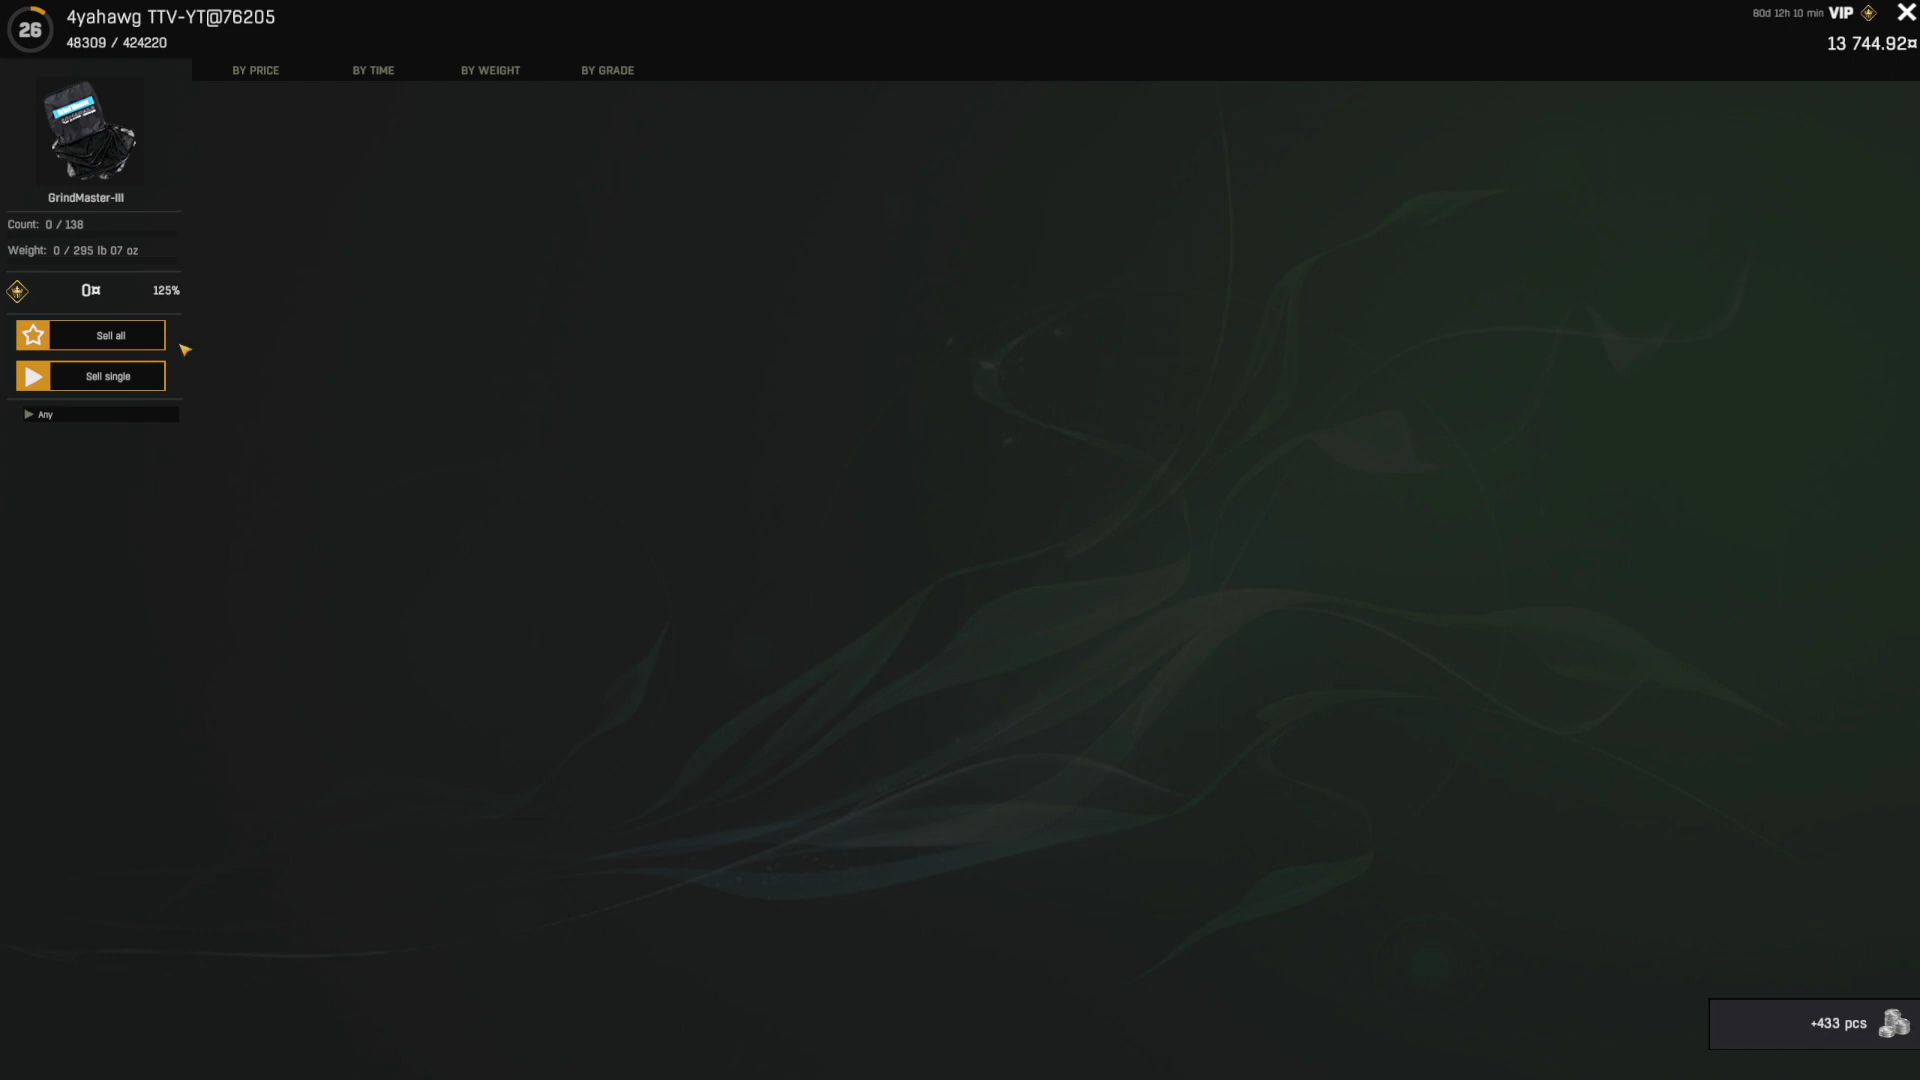 26
4yahawg TTV-YT@76205
48309 / 424220
80d 12h 10 min VIP
13 744.92¤
BY PRICE BY TIME BY WEIGHT BY GRADE
GrindMaster-III
Count: 0 / 138
Weight: 0 / 295 lb 07 oz
0¤ 125%
Sell all
Sell single
Any
+433 pcs